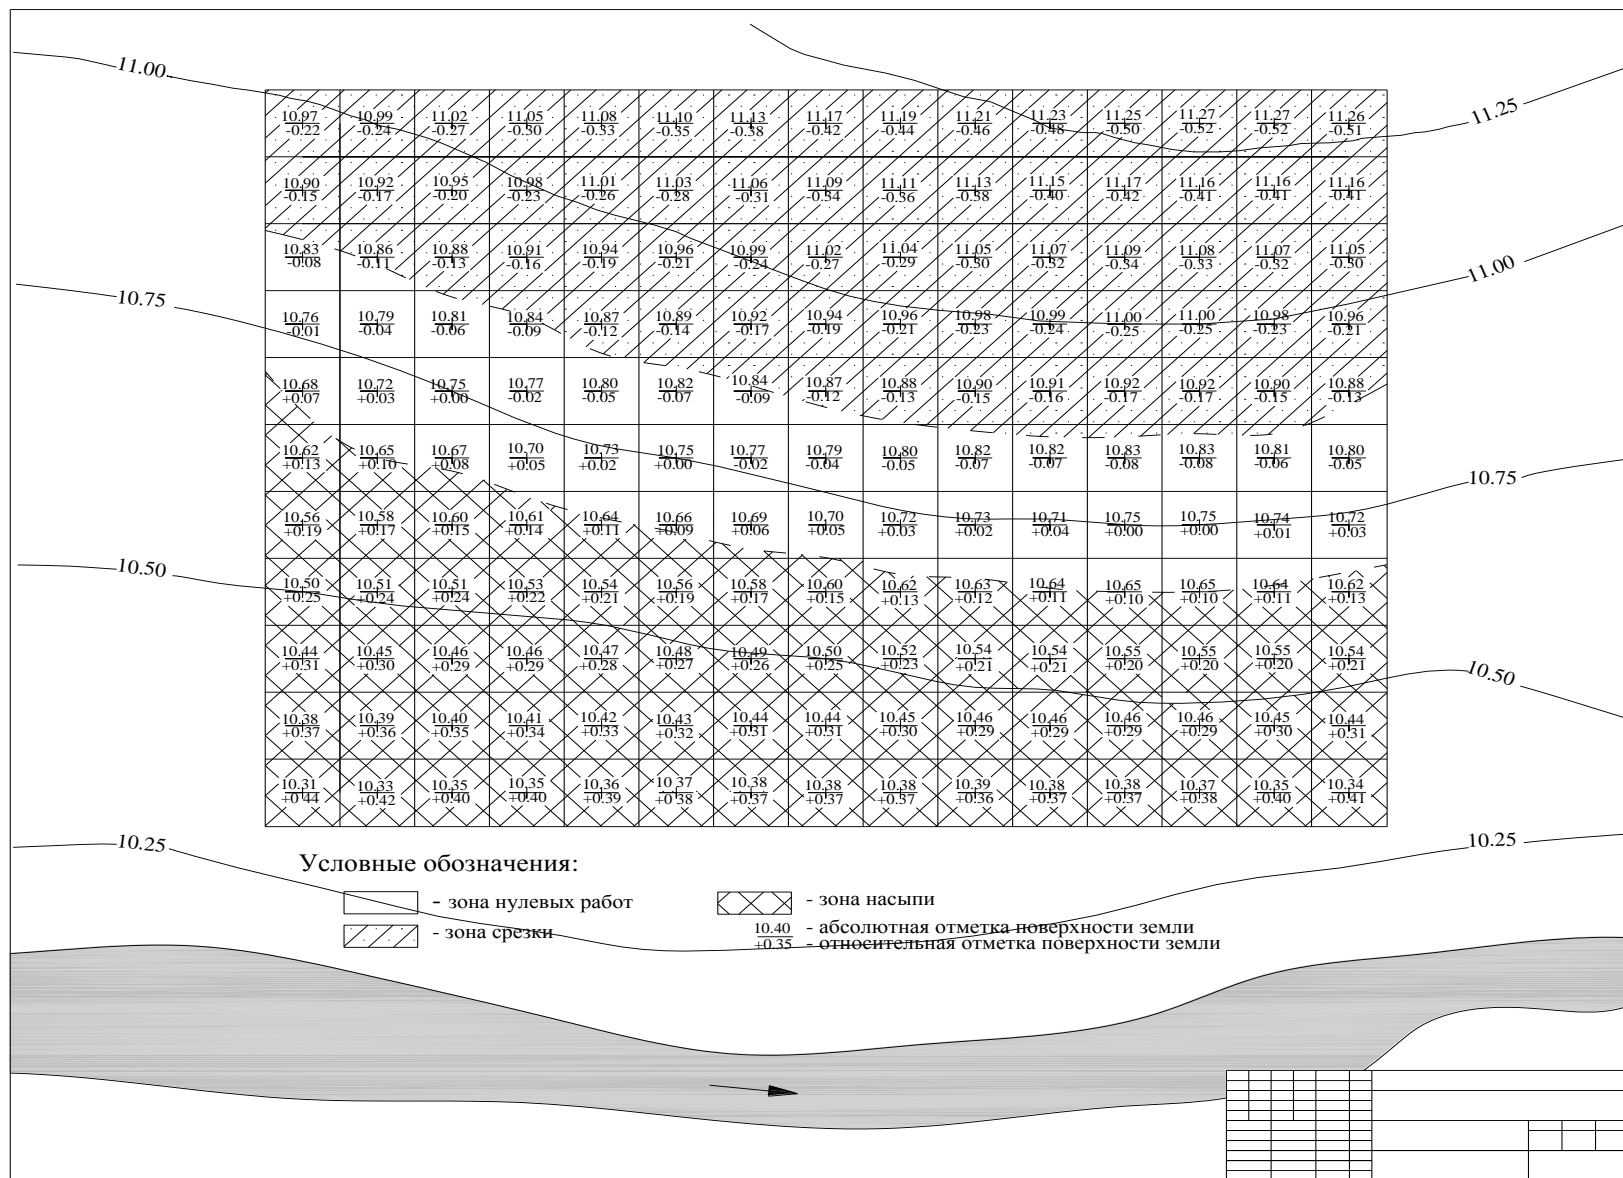 11.00
11.25
10.97 10.99 11.02 11.05 11.08 11.10 11.13 11.17 11.19 11.21 11.23 11.25 11.27 11.27 11.26
-0.22 -0.24 -0.27 -0.30 -0.33 -0.35 -0.38 -0.42 -0.44 -0.46 -0.48 -0.50 -0.52 -0.52 -0.51
10.90 10.92 10.95 10.98 11.01 11.03 11.06 11.09 11.11 11.13 11.15 11.17 11.16 11.16 11.16
-0.15 -0.17 -0.20 -0.23 -0.26 -0.28 -0.31 -0.34 -0.36 -0.38 -0.40 -0.42 -0.41 -0.41 -0.41
10.83 10.86 10.88 10.91 10.94 10.96 10.99 11.02 11.04 11.05 11.07 11.09 11.08 11.07 11.05
-0.08 -0.11 -0.13 -0.16 -0.19 -0.21 -0.24 -0.27 -0.29 -0.30 -0.32 -0.34 -0.33 -0.32 -0.30
11.00
10.75
10.76 10.79 10.81 10.84 10.87 10.89 10.92 10.94 10.96 10.98 10.99 11.00 11.00 10.98 10.96
-0.01 -0.04 -0.06 -0.09 -0.12 -0.14 -0.17 -0.19 -0.21 -0.23 -0.24 -0.25 -0.25 -0.23 -0.21
10.68 10.72 10.75 10.77 10.80 10.82 10.84 10.87 10.88 10.90 10.91 10.92 10.92 10.90 10.88
+0.07 +0.03 +0.00 -0.02 -0.05 -0.07 -0.09 -0.12 -0.13 -0.15 -0.16 -0.17 -0.17 -0.15 -0.13
10.62 10.65 10.67 10.70 10.73 10.75 10.77 10.79 10.80 10.82 10.82 10.83 10.83 10.81 10.80
+0.13 +0.10 +0.08 +0.05 +0.02 +0.00 -0.02 -0.04 -0.05 -0.07 -0.07 -0.08 -0.08 -0.06 -0.05
10.75
10.56 10.58 10.60 10.61 10.64 10.66 10.69 10.70 10.72 10.73 10.71 10.75 10.75 10.74 10.72
+0.19 +0.17 +0.15 +0.14 +0.11 +0.09 +0.06 +0.05 +0.03 +0.02 +0.04 +0.00 +0.00 +0.01 +0.03
10.50
10.50 10.51 10.51 10.53 10.54 10.56 10.58 10.60 10.62 10.63 10.64 10.65 10.65 10.64 10.62
+0.25 +0.24 +0.24 +0.22 +0.21 +0.19 +0.17 +0.15 +0.13 +0.12 +0.11 +0.10 +0.10 +0.11 +0.13
10.44 10.45 10.46 10.46 10.47 10.48 10.49 10.50 10.52 10.54 10.54 10.55 10.55 10.55 10.54
+0.31 +0.30 +0.29 +0.29 +0.28 +0.27 +0.26 +0.25 +0.23 +0.21 +0.21 +0.20 +0.20 +0.20 +0.21
10.50
10.38 10.39 10.40 10.41 10.42 10.43 10.44 10.44 10.45 10.46 10.46 10.46 10.46 10.45 10.44
+0.37 +0.36 +0.35 +0.34 +0.33 +0.32 +0.31 +0.31 +0.30 +0.29 +0.29 +0.29 +0.29 +0.30 +0.31
10.31 10.33 10.35 10.35 10.36 10.37 10.38 10.38 10.38 10.39 10.38 10.38 10.37 10.35 10.34
+0.44 +0.42 +0.40 +0.40 +0.39 +0.38 +0.37 +0.37 +0.37 +0.36 +0.37 +0.37 +0.38 +0.40 +0.41
10.25
10.25
Условные обозначения:
- зона нулевых работ
- зона срезки
- зона насыпи
10.40 - абсолютная отметка поверхности земли
+0.35 - относительная отметка поверхности земли